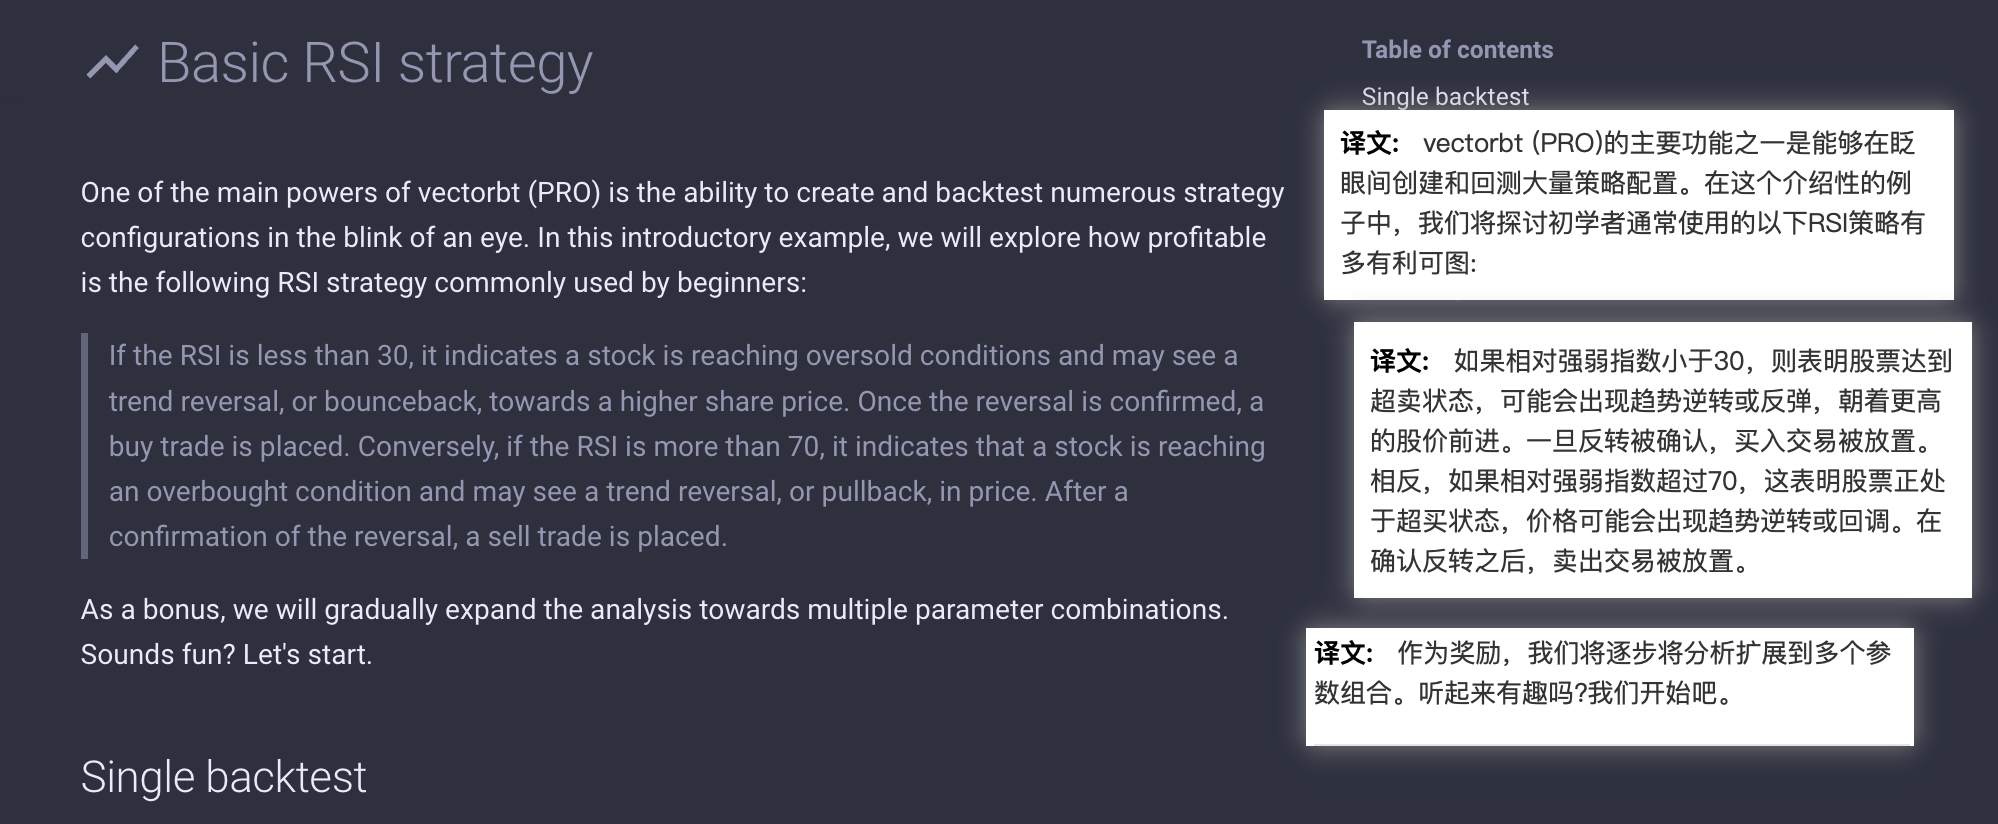 Basic RSI strategy
One of the main powers of vectorbt (PRO) is the ability to create and backtest numerous strategy
configurations in the blink of an eye. In this introductory example, we will explore how profitable
is the following RSI strategy commonly used by beginners:
If the RSI is less than 30, it indicates a stock is reaching oversold conditions and may see a
trend reversal, or bounceback, towards a higher share price. Once the reversal is confirmed, a
buy trade is placed. Conversely, if the RSI is more than 70, it indicates that a stock is reaching
an overbought condition and may see a trend reversal, or pullback, in price. After a
confirmation of the reversal, a sell trade is placed.
As a bonus, we will gradually expand the analysis towards multiple parameter combinations.
Sounds fun? Let's start.
Single backtest
Table of contents
Single backtest
译文: vectorbt (PRO)的主要功能之一是能够在眨
眼间创建和回测大量策略配置。在这个介绍性的例
子中，我们将探讨初学者通常使用的以下RSI策略有
多有利可图:
译文: 如果相对强弱指数小于30，则表明股票达到
超卖状态，可能会出现趋势逆转或反弹，朝着更高
的股价前进。一旦反转被确认，买入交易被放置。
相反，如果相对强弱指数超过70，这表明股票正处
于超买状态，价格可能会出现趋势逆转或回调。在
确认反转之后，卖出交易被放置。
译文: 作为奖励，我们将逐步将分析扩展到多个参
数组合。听起来有趣吗?我们开始吧。